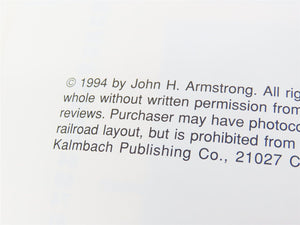 © 1994 by John H. Armstrong. All rig
whole without written permission from
reviews. Purchaser may have photoco
railroad layout, but is prohibited from
Kalmbach Publishing Co., 21027 C